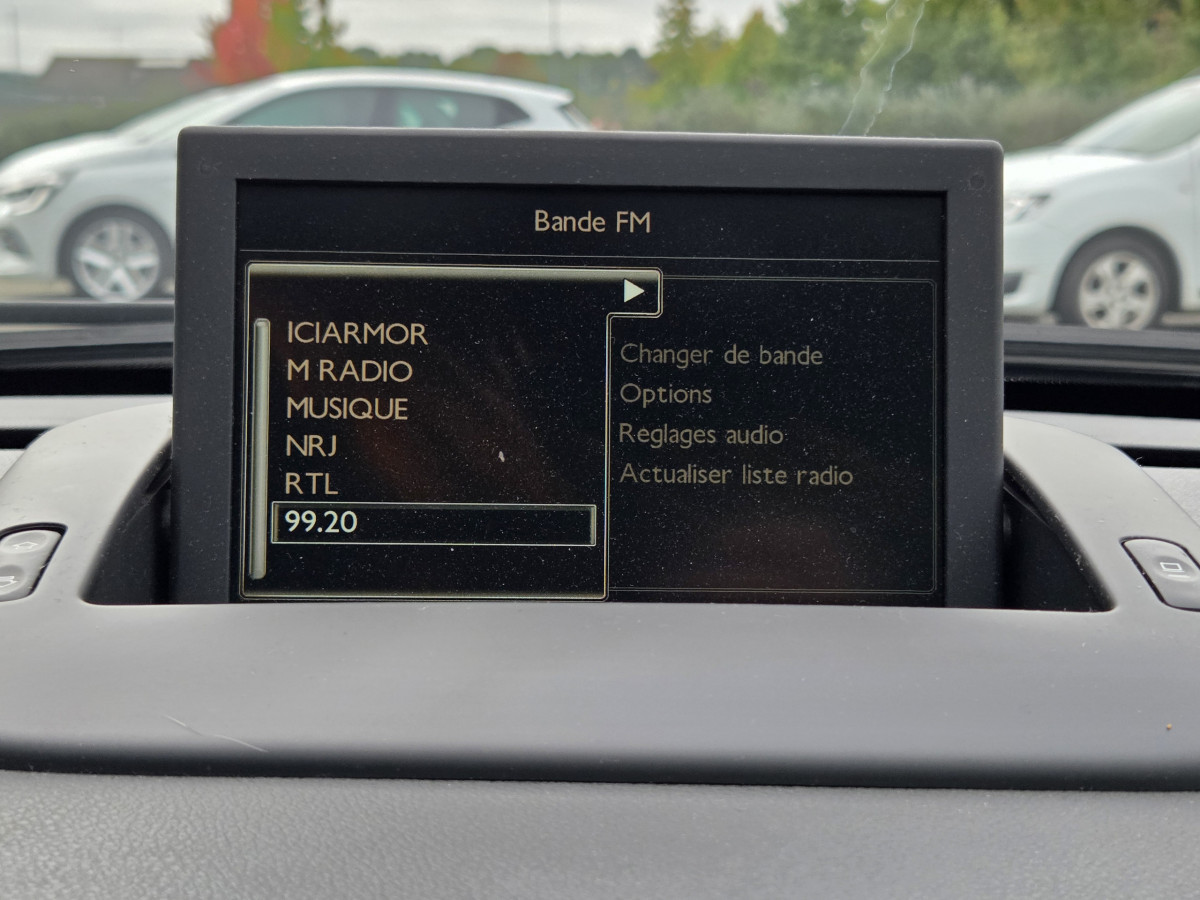 Bande FM
ICIARMOR
M RADIO
MUSIQUE
NRJ
RTL
99.20
Changer de bande
Options
Reglages audio
Actualiser liste radio